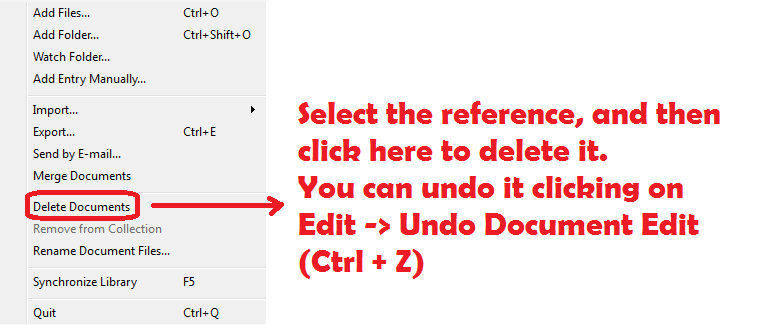 Add Files... Ctrl+O
Add Folder... Ctrl+Shift+O
Watch Folder...
Add Entry Manually...
Import...
Export... Ctrl+E
Send by E-mail...
Merge Documents
Delete Documents
Remove from Collection
Rename Document Files...
Synchronize Library F5
Quit Ctrl+Q
Select the reference, and then
click here to delete it.
You can undo it clicking on
Edit -> Undo Document Edit
(Ctrl + Z)